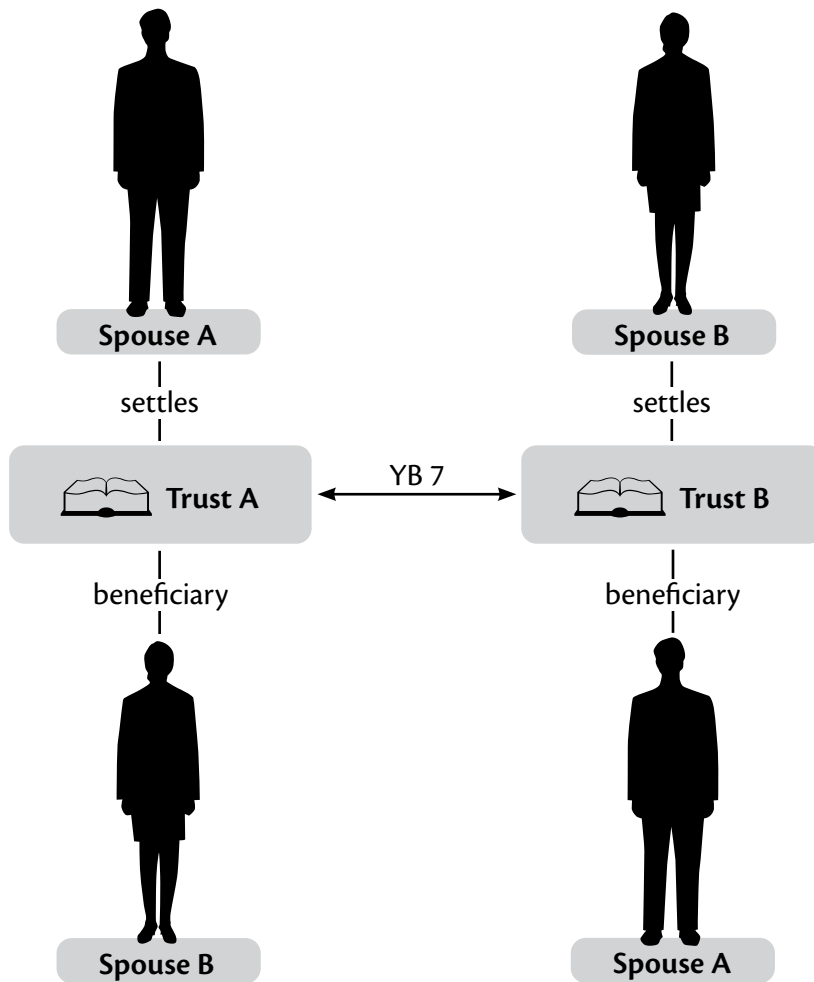 Spouse A
Spouse B
settles
settles
Trust A
YB 7
Trust B
beneficiary
beneficiary
Spouse B
Spouse A